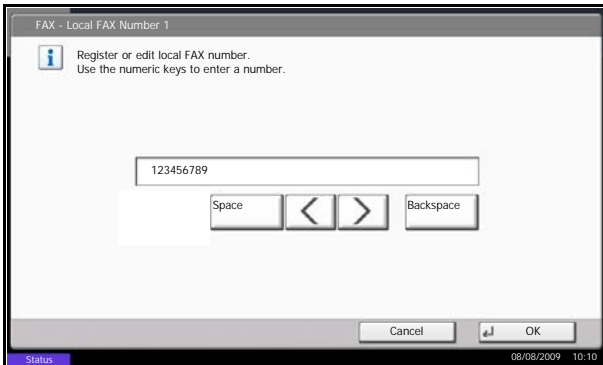 FAX - Local FAX Number 1
Register or edit local FAX number.
Use the numeric keys to enter a number.
123456789
Space < > Backspace
Cancel OK
Status 08/08/2009 10:10